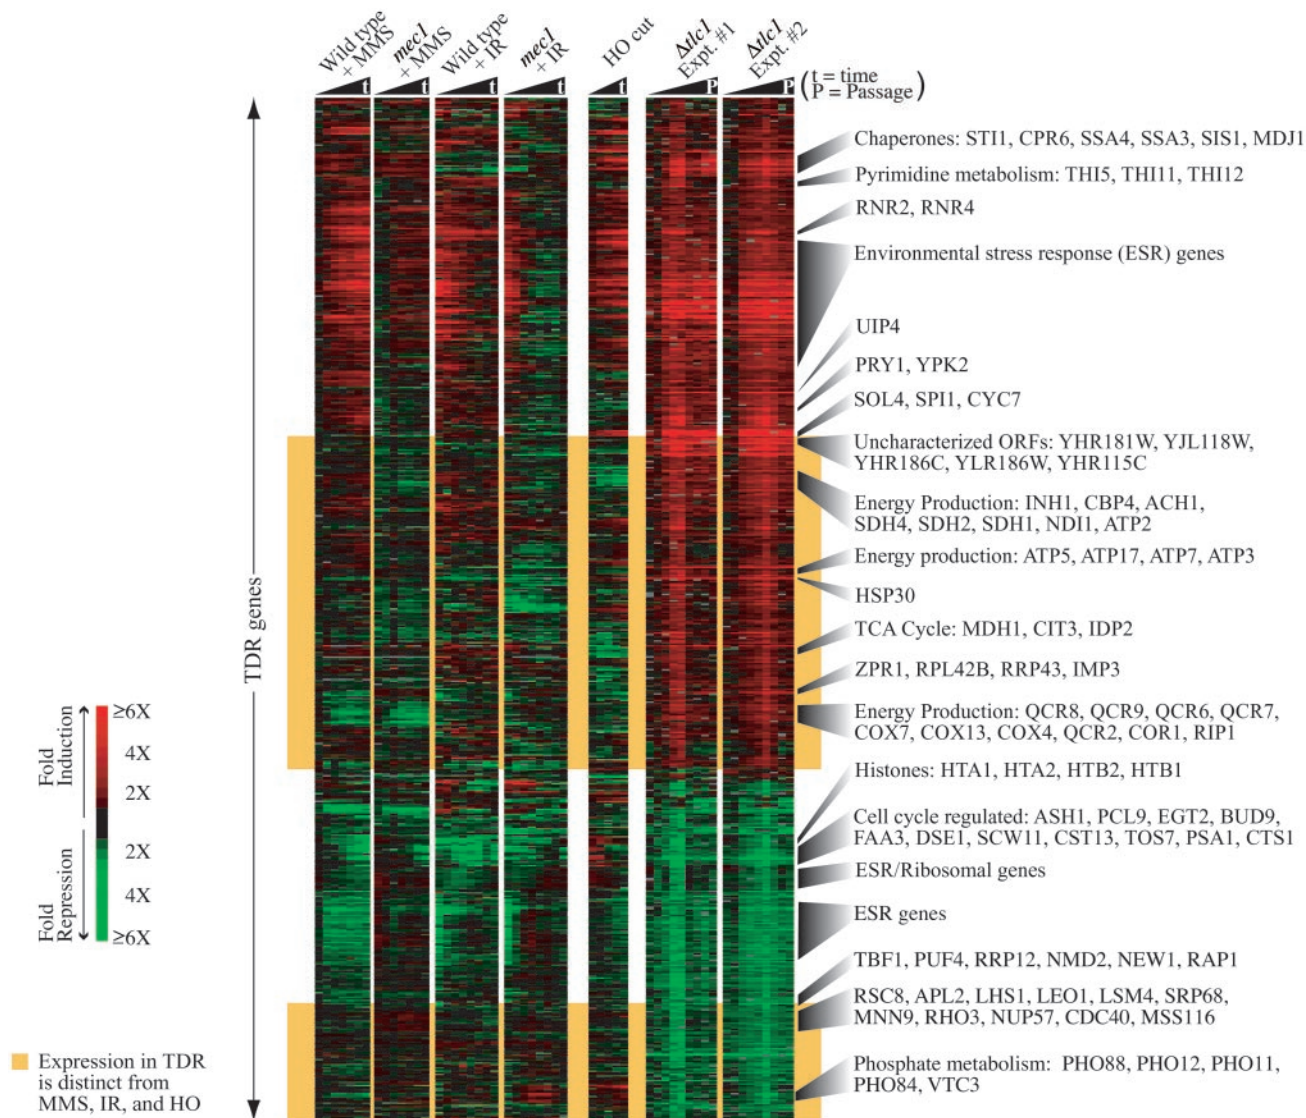 Wild type
+ MMS
mec1
+ MMS
Wild type
+ IR
mec1
+ IR
HO cut
Δtlc1
Expt. #1
Δtlc1
Expt. #2
t
t
t
t
t
P
P
(t = time
P = Passage)
TDR genes
Chaperones: STI1, CPR6, SSA4, SSA3, SIS1, MDJ1
Pyrimidine metabolism: THI5, THI11, THI12
RNR2, RNR4
Environmental stress response (ESR) genes
UIP4
PRY1, YPK2
SOL4, SPI1, CYC7
Uncharacterized ORFs: YHR181W, YJL118W,
YHR186C, YLR186W, YHR115C
Energy Production: INH1, CBP4, ACH1,
SDH4, SDH2, SDH1, NDI1, ATP2
Energy production: ATP5, ATP17, ATP7, ATP3
HSP30
TCA Cycle: MDH1, CIT3, IDP2
ZPR1, RPL42B, RRP43, IMP3
Energy Production: QCR8, QCR9, QCR6, QCR7,
COX7, COX13, COX4, QCR2, COR1, RIP1
Histones: HTA1, HTA2, HTB2, HTB1
Cell cycle regulated: ASH1, PCL9, EGT2, BUD9,
FAA3, DSE1, SCW11, CST13, TOS7, PSA1, CTS1
ESR/Ribosomal genes
ESR genes
TBF1, PUF4, RRP12, NMD2, NEW1, RAP1
RSC8, APL2, LHS1, LEO1, LSM4, SRP68,
MNN9, RHO3, NUP57, CDC40, MSS116
Phosphate metabolism: PHO88, PHO12, PHO11,
PHO84, VTC3
Fold
Induction
Fold
Repression
≥6X
4X
2X
2X
4X
≥6X
Expression in TDR
is distinct from
MMS, IR, and HO